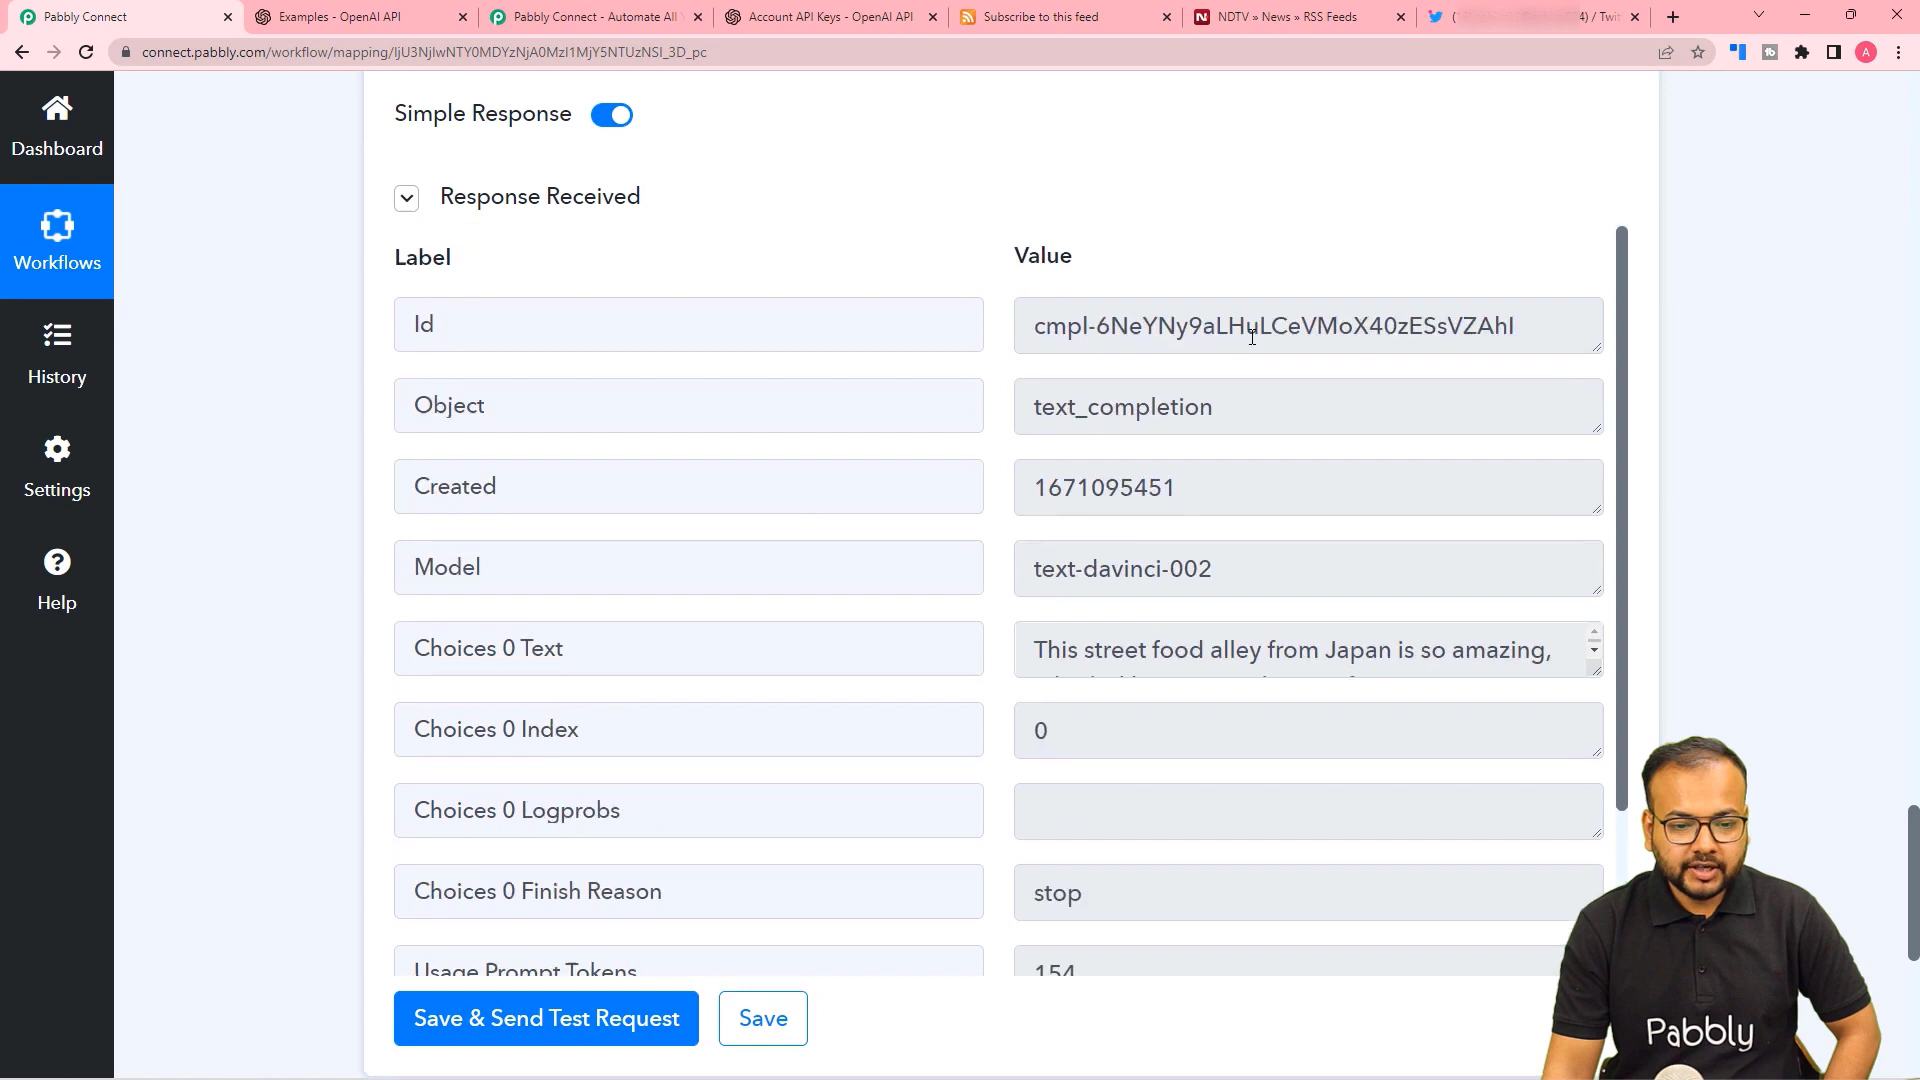 Pabbly Connect
Examples - OpenAI API
Pabbly Connect - Automate All
Account API Keys - OpenAI API
Subscribe to this feed
NDTV » News » RSS Feeds
connect.pabbly.com/workflow/mapping/
Dashboard
Workflows
History
Settings
Help
Simple Response
Response Received
Label Value
Id cmpl-6NeYNy9aLHuLCeVMoX40zESsVZAhI
Object text_completion
Created 1671095451
Model text-davinci-002
Choices 0 Text This street food alley from Japan is so amazing,
Choices 0 Index 0
Choices 0 Logprobs
Choices 0 Finish Reason stop
Usage Prompt Tokens 154
Save & Send Test Request Save
Pabbly